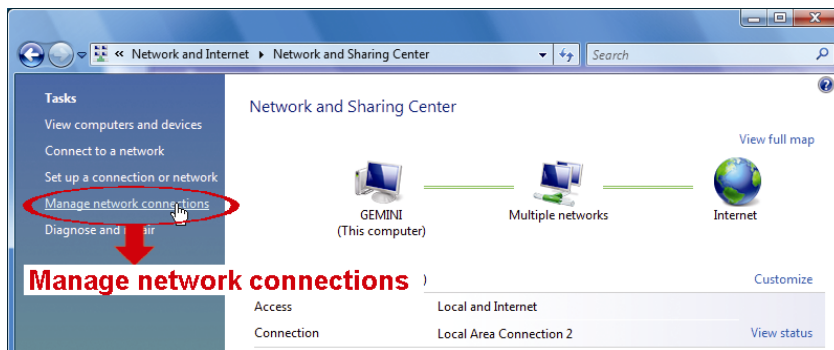 « Network and Internet ▸ Network and Sharing Center
Search
Tasks
View computers and devices
Connect to a network
Set up a connection or network
Manage network connections
Diagnose and
Manage network connections
Network and Sharing Center
View full map
GEMINI
(This computer)
Multiple networks
Internet
) Customize
Access Local and Internet
Connection Local Area Connection 2 View status